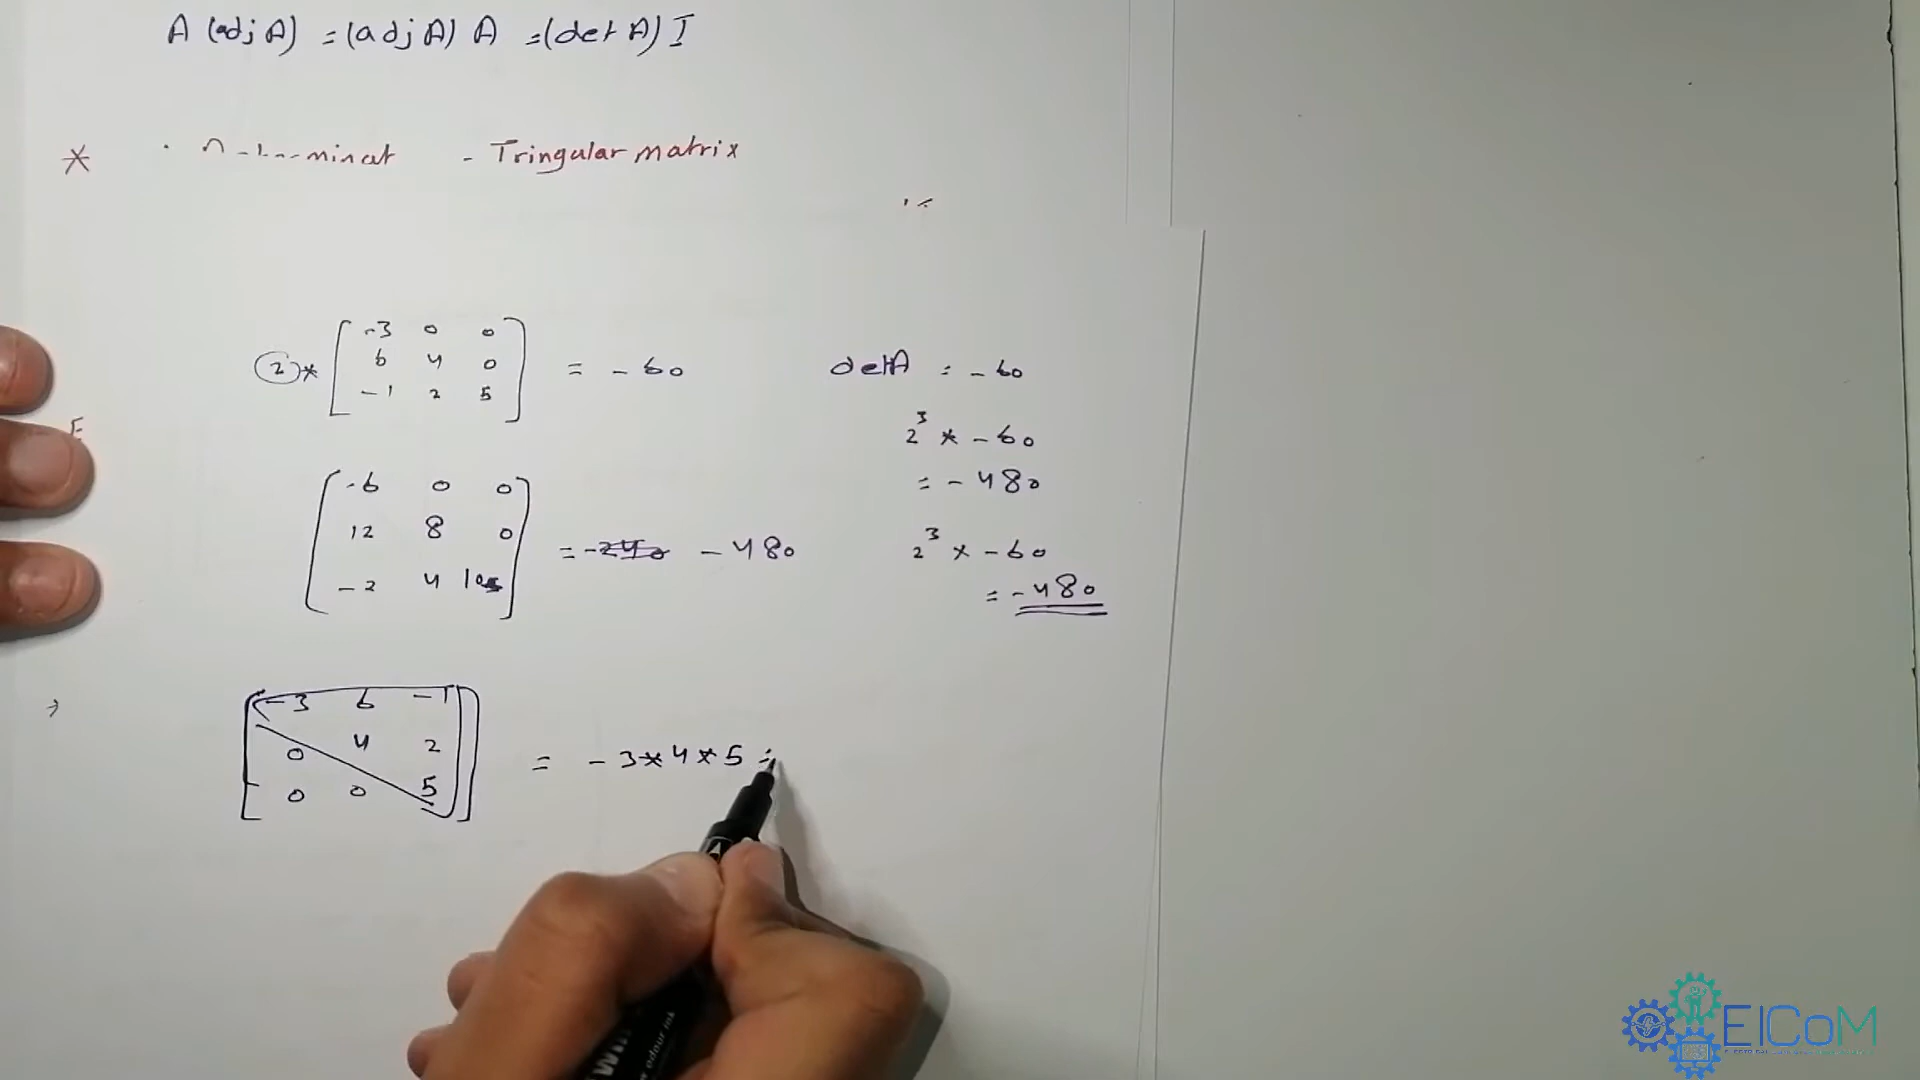 A (adj A) = (adj A) A = (det A) I
* - Tringular matrix
2 * [ -3 0 0 = - 60 detA = - 60
6 4 0
-1 2 5 ]
2^3 * - 60
= - 480
[ -6 0 0
12 8 0 = - 480 2^3 × - 60
-2 4 10 ] = - 480
→ [ -3 6 -1
0 4 2 = - 3 * 4 * 5 =
0 0 5 ]
EICoM